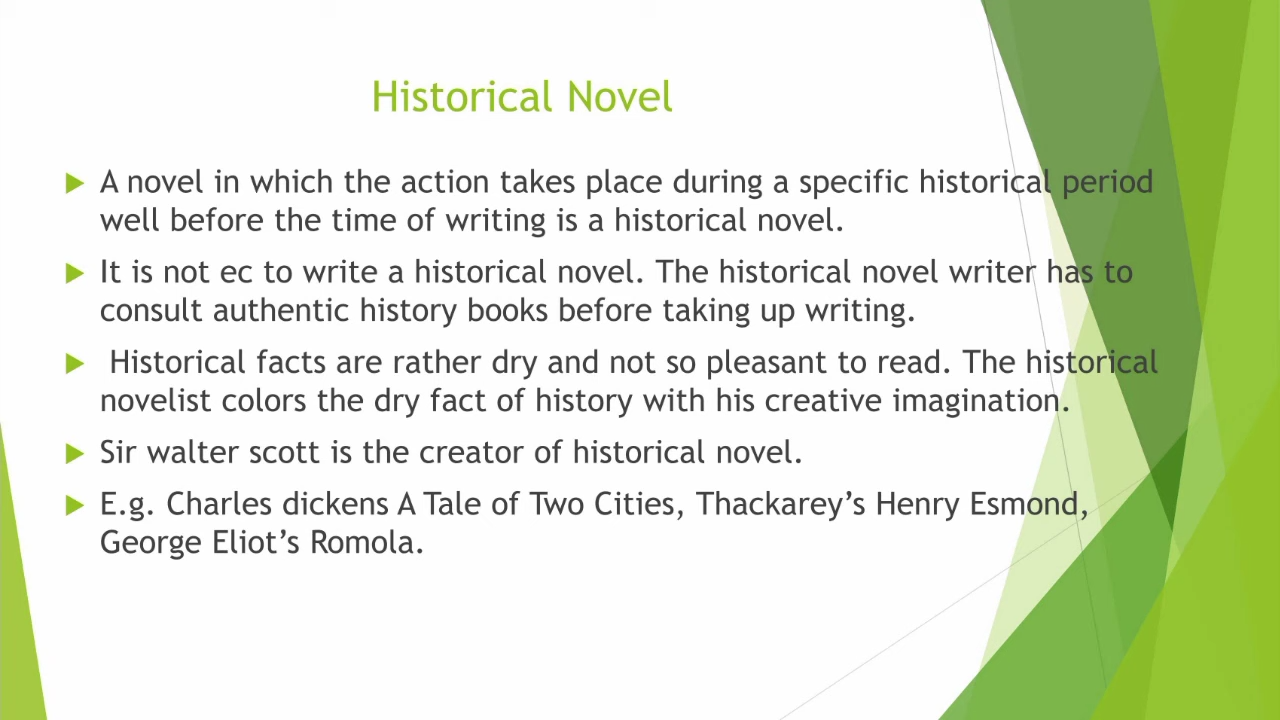 Historical Novel
A novel in which the action takes place during a specific historical period
well before the time of writing is a historical novel.
It is not ec to write a historical novel. The historical novel writer has to
consult authentic history books before taking up writing.
Historical facts are rather dry and not so pleasant to read. The historical
novelist colors the dry fact of history with his creative imagination.
Sir walter scott is the creator of historical novel.
E.g. Charles dickens A Tale of Two Cities, Thackarey’s Henry Esmond,
George Eliot’s Romola.